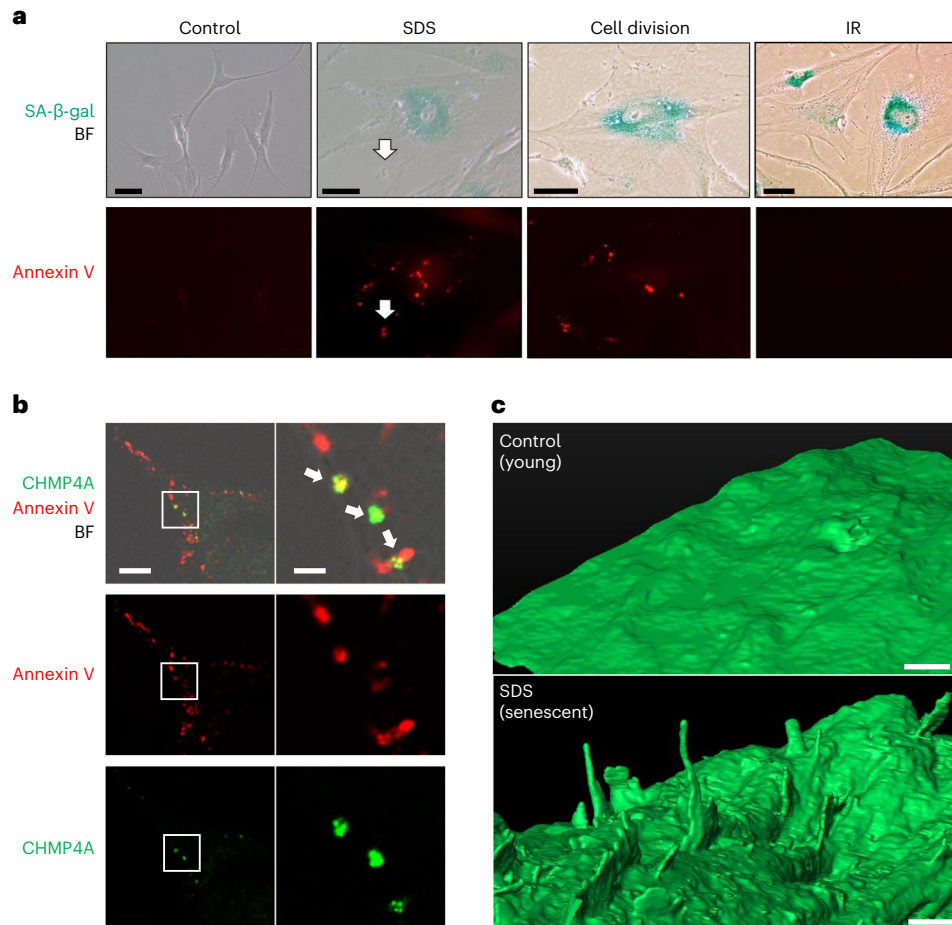 a
Control SDS Cell division IR
SA-β-gal
BF
Annexin V
b
CHMP4A
Annexin V
BF
Annexin V
CHMP4A
c
Control
(young)
SDS
(senescent)